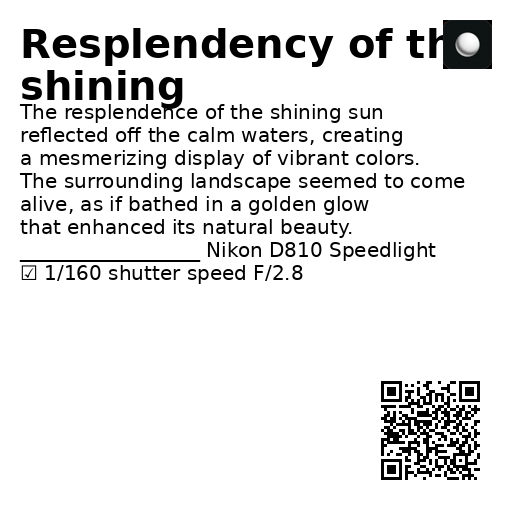 Resplendency of th
shining
The resplendence of the shining sun
reflected off the calm waters, creating
a mesmerizing display of vibrant colors.
The surrounding landscape seemed to come
alive, as if bathed in a golden glow
that enhanced its natural beauty.
__________________ Nikon D810 Speedlight
☑ 1/160 shutter speed F/2.8